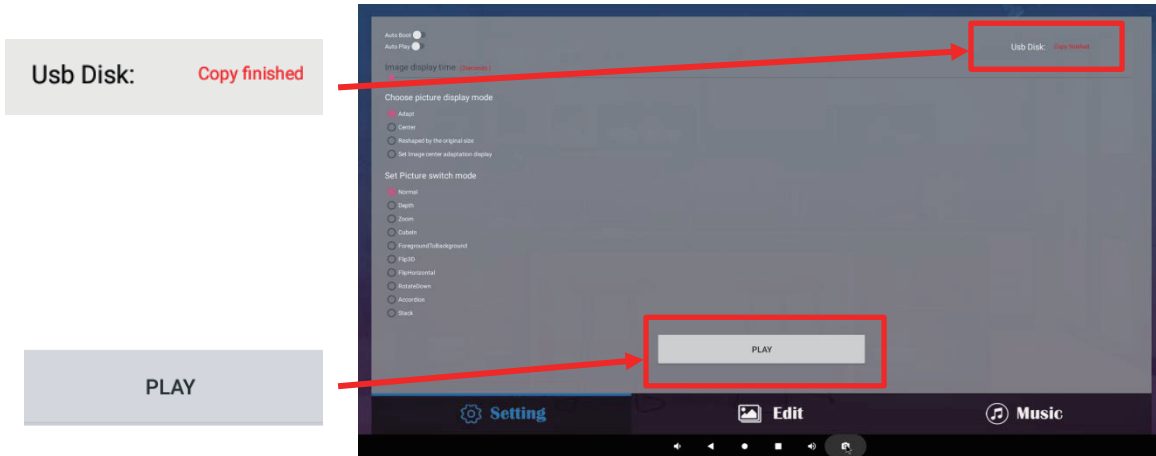 Usb Disk: Copy finished
PLAY
Auto Boot
Auto Play
Usb Disk: Copy finished
Image display time
Choose picture display mode
Adapt
Center
Reshaped by the original size
Set Image center adaptation display
Set Picture switch mode
Normal
Depth
Zoom
CubeIn
ForegroundToBackground
Flip3D
FlipHorizontal
RotateDown
Accordion
Stack
PLAY
Setting
Edit
Music